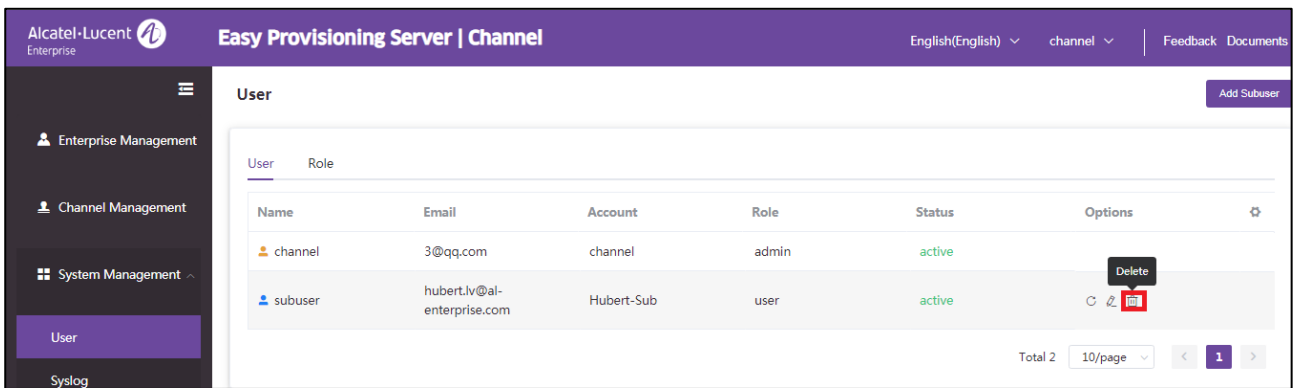 Alcatel·Lucent
Enterprise
Easy Provisioning Server | Channel
English(English)
channel
Feedback Documents
User
Add Subuser
Enterprise Management
Channel Management
System Management
User
Syslog
User Role
Name Email Account Role Status Options
channel 3@qq.com channel admin active
Delete
subuser hubert.lv@al-
enterprise.com Hubert-Sub user active
Total 2 10/page 1